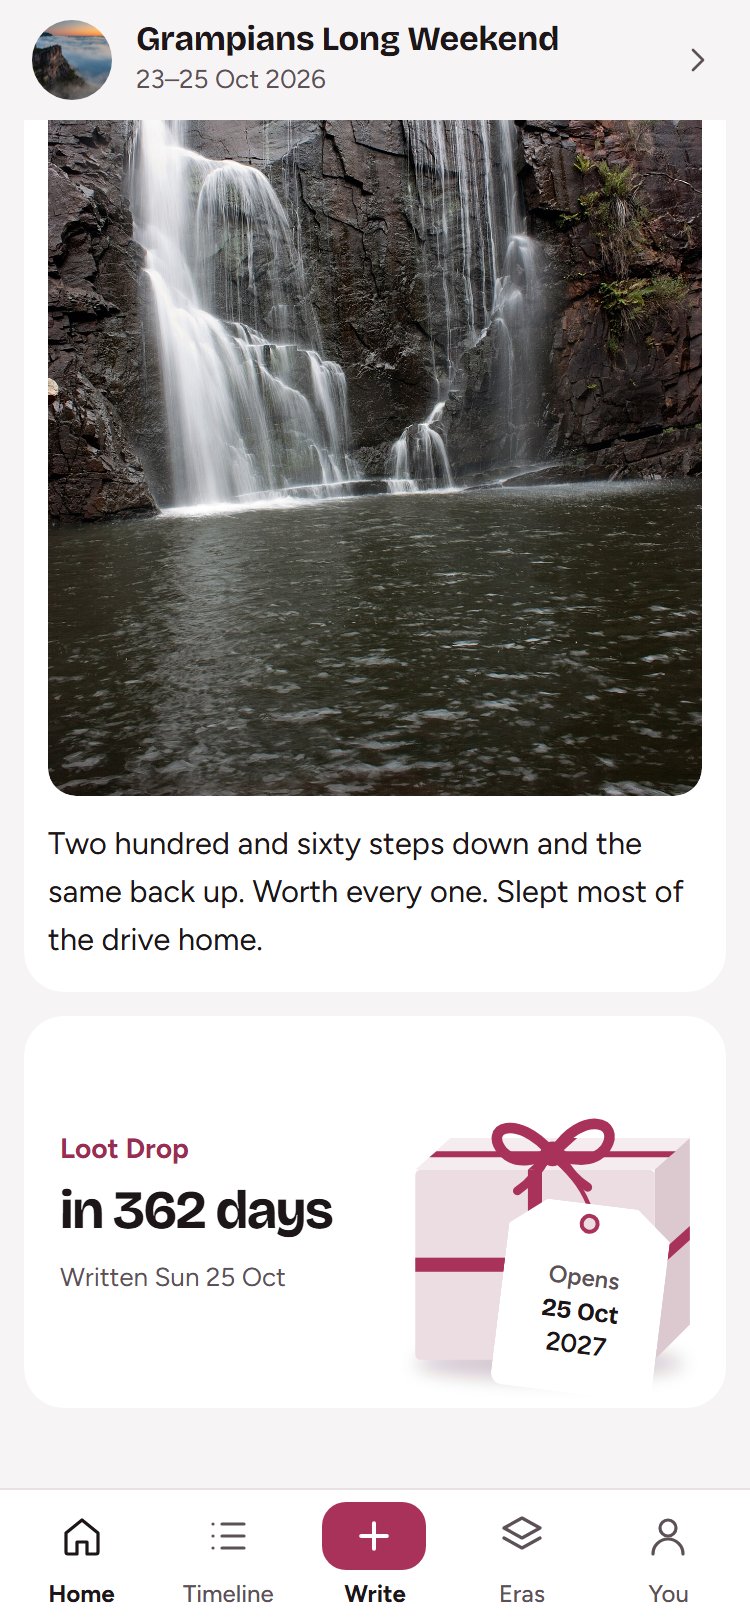 Grampians Long Weekend
23–25 Oct 2026
Two hundred and sixty steps down and the
same back up. Worth every one. Slept most of
the drive home.
Loot Drop
in 362 days
Written Sun 25 Oct
Opens
25 Oct
2027
Home
Timeline
Write
Eras
You